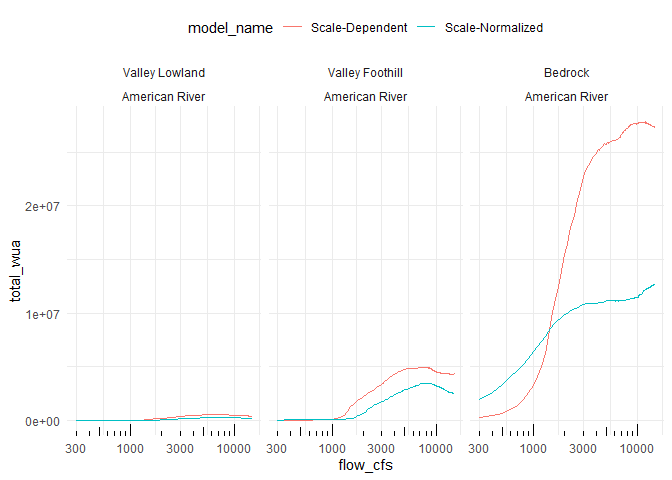 model_name Scale-Dependent Scale-Normalized
Valley Lowland Valley Foothill Bedrock
American River American River American River
total_wua
2e+07
1e+07
0e+00
300 1000 3000 10000 300 1000 3000 10000 300 1000 3000 10000
flow_cfs